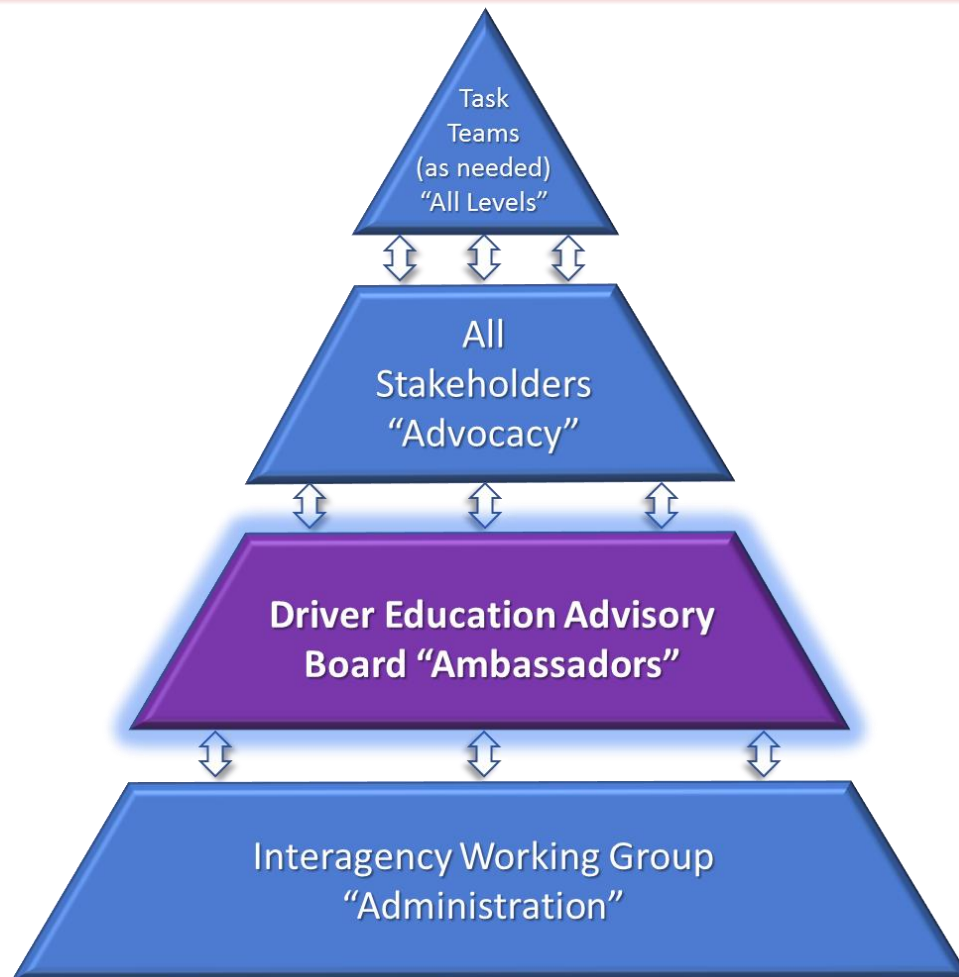 Task
Teams
(as needed)
“All Levels”
All
Stakeholders
“Advocacy”
Driver Education Advisory
Board “Ambassadors”
Interagency Working Group
“Administration”